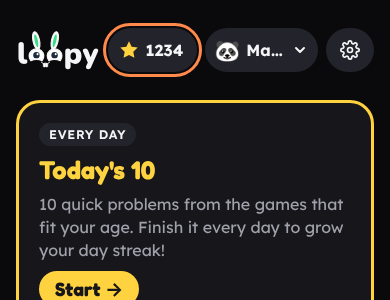 loopy
1234
Ma...
EVERY DAY
Today's 10
10 quick problems from the games that
fit your age. Finish it every day to grow
your day streak!
Start →